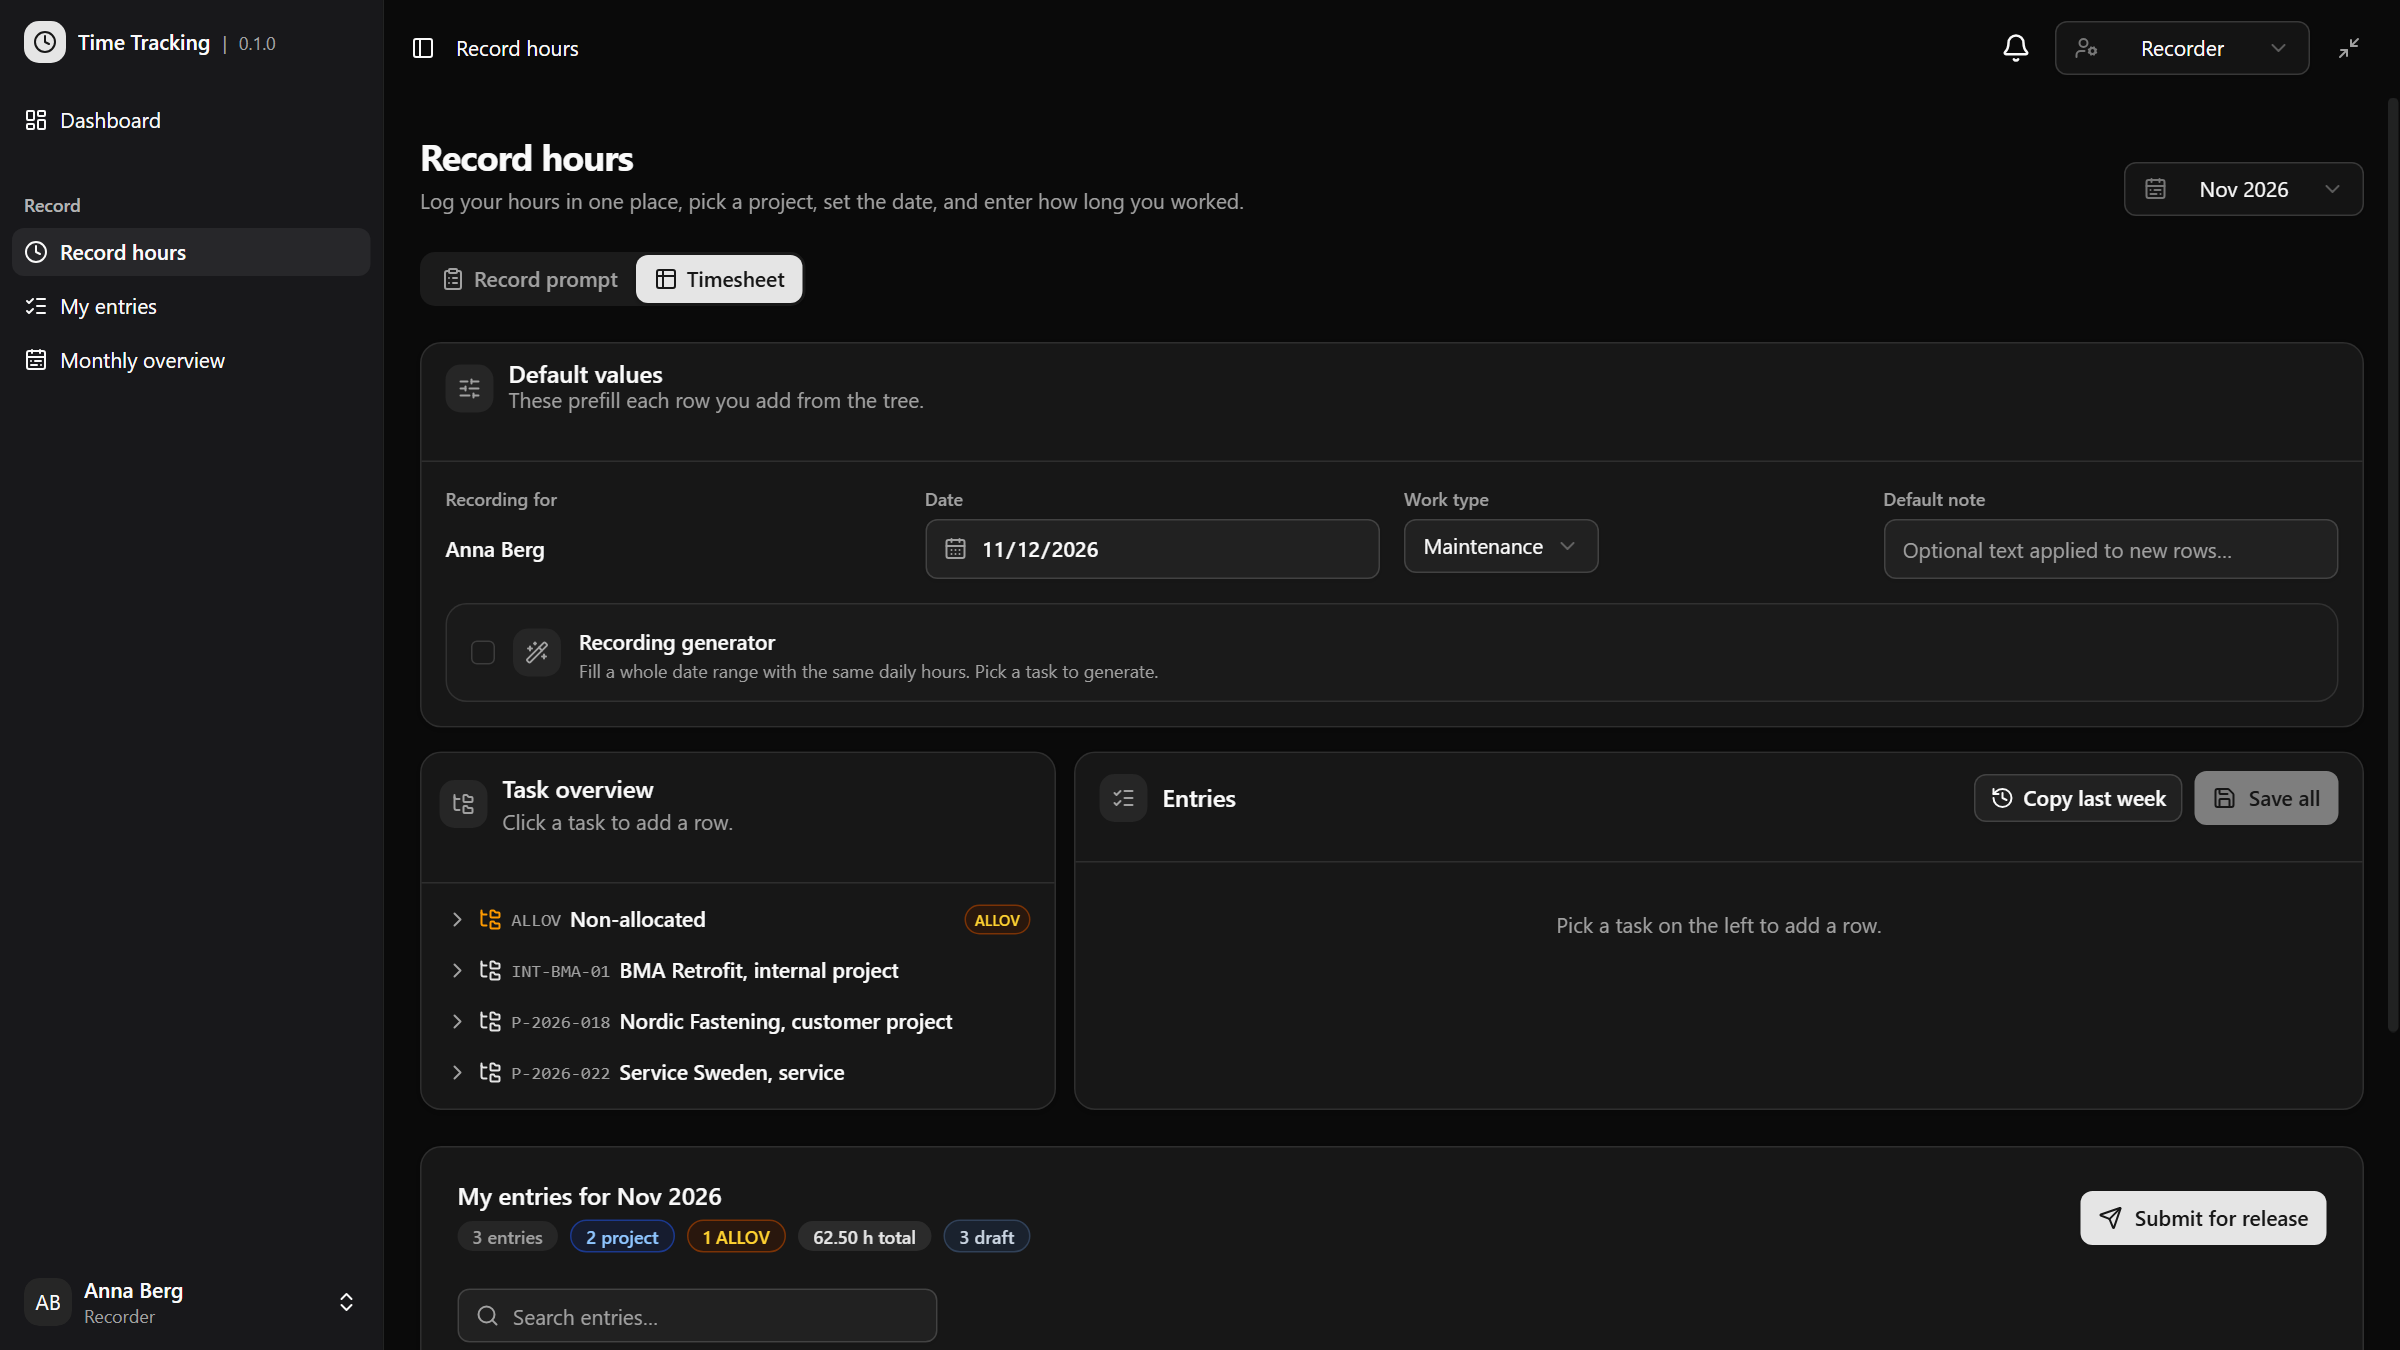 Time Tracking | 0.1.0
Dashboard
Record
Record hours
My entries
Monthly overview
AB
Anna Berg
Recorder
Record hours
Recorder
Record hours
Log your hours in one place, pick a project, set the date, and enter how long you worked.
Nov 2026
Record prompt
Timesheet
Default values
These prefill each row you add from the tree.
Recording for
Anna Berg
Date
11/12/2026
Work type
Maintenance
Default note
Optional text applied to new rows...
Recording generator
Fill a whole date range with the same daily hours. Pick a task to generate.
Task overview
Click a task to add a row.
ALLOV Non-allocated ALLOV
INT-BMA-01 BMA Retrofit, internal project
P-2026-018 Nordic Fastening, customer project
P-2026-022 Service Sweden, service
Entries
Copy last week
Save all
Pick a task on the left to add a row.
My entries for Nov 2026
3 entries 2 project 1 ALLOV 62.50 h total 3 draft
Submit for release
Search entries...